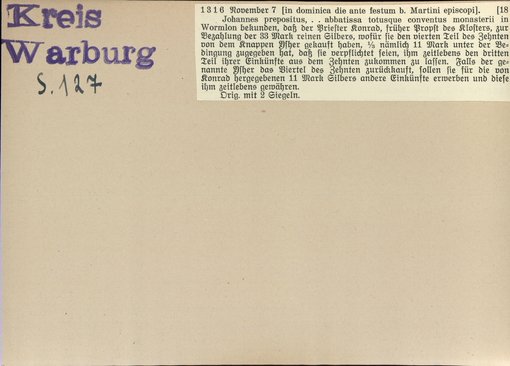 Kreis
Warburg
S. 127
1316 November 7 [in dominica die ante festum b. Martini episcopi]. [18
Johannes prepositus, . . abbatissa totusque conventus monasterii in
Wormlon bekunden, daß der Priester Konrad, früher Propst des Klosters, zur
Bezahlung der 33 Mark reinen Silbers, wofür sie den vierten Teil des Zehnten
von dem Knappen Ysher gekauft haben, ⅓ nämlich 11 Mark unter der Be-
dingung zugegeben hat, daß sie verpflichtet seien, ihm zeitlebens den dritten
Teil ihrer Einkünfte aus dem Zehnten zukommen zu lassen. Falls der ge-
nannte Ysher das Viertel des Zehnten zurückkauft, sollen sie für die von
Konrad hergegebenen 11 Mark Silbers andere Einkünfte erwerben und diese
ihm zeitlebens gewähren.
Orig. mit 2 Siegeln.